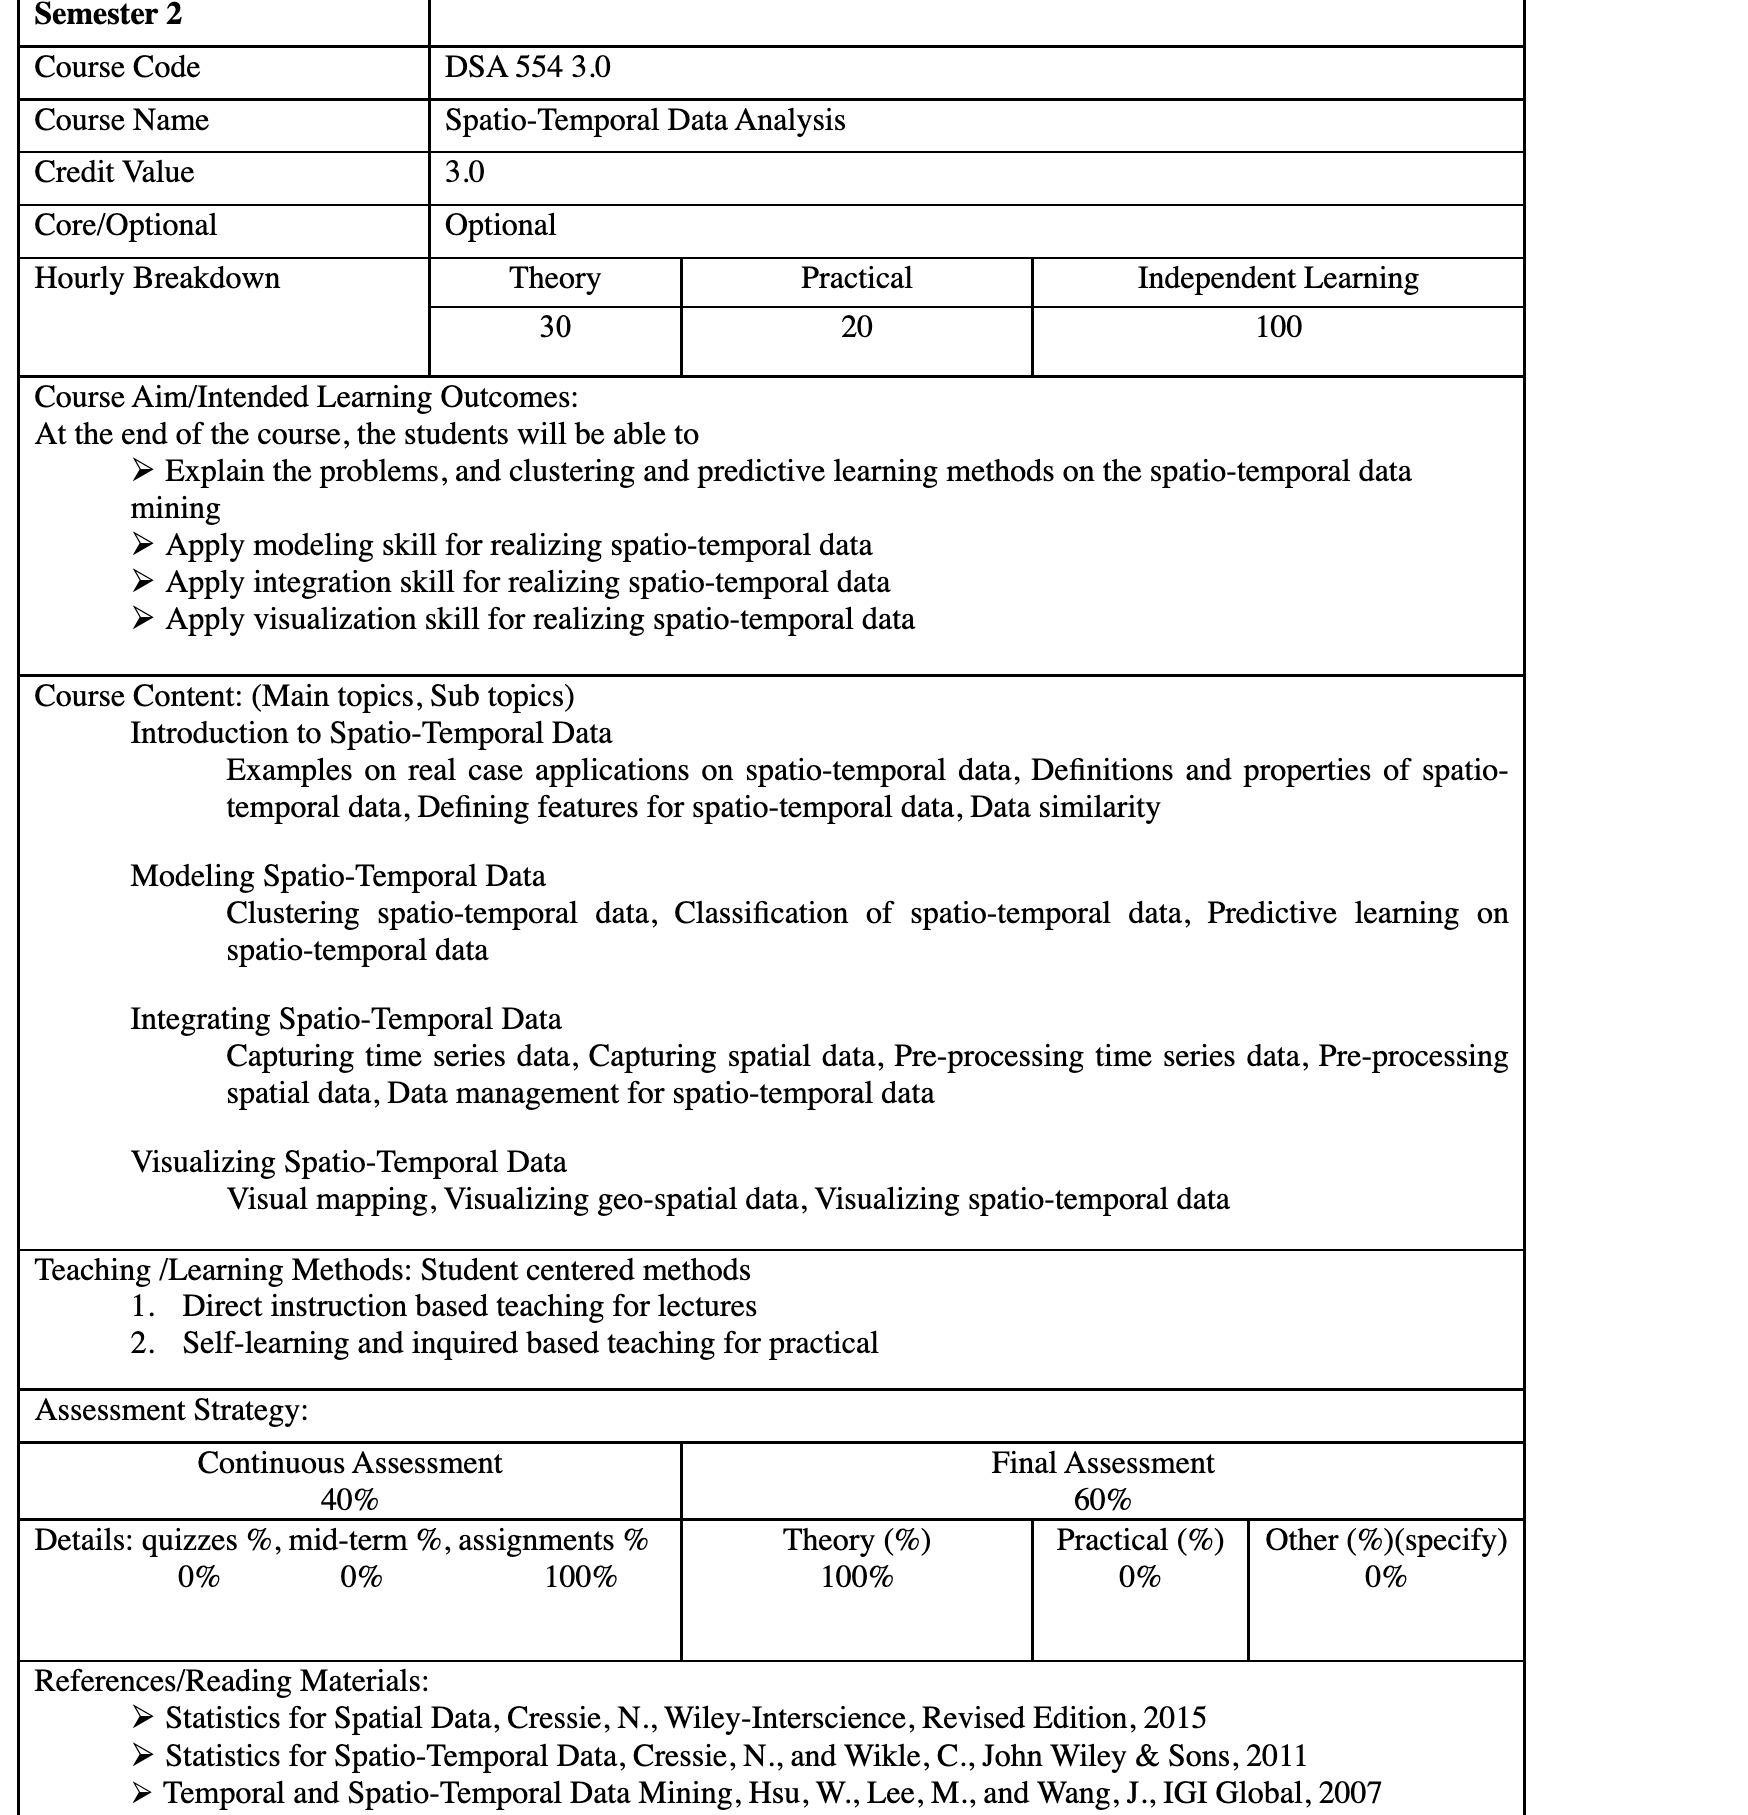 Semester 2
Course Code DSA 554 3.0
Course Name Spatio-Temporal Data Analysis
Credit Value 3.0
Core/Optional Optional
Hourly Breakdown Theory Practical Independent Learning
30 20 100
Course Aim/Intended Learning Outcomes:
At the end of the course, the students will be able to
➢ Explain the problems, and clustering and predictive learning methods on the spatio-temporal data
mining
➢ Apply modeling skill for realizing spatio-temporal data
➢ Apply integration skill for realizing spatio-temporal data
➢ Apply visualization skill for realizing spatio-temporal data
Course Content: (Main topics, Sub topics)
Introduction to Spatio-Temporal Data
Examples on real case applications on spatio-temporal data, Definitions and properties of spatio-
temporal data, Defining features for spatio-temporal data, Data similarity
Modeling Spatio-Temporal Data
Clustering spatio-temporal data, Classification of spatio-temporal data, Predictive learning on
spatio-temporal data
Integrating Spatio-Temporal Data
Capturing time series data, Capturing spatial data, Pre-processing time series data, Pre-processing
spatial data, Data management for spatio-temporal data
Visualizing Spatio-Temporal Data
Visual mapping, Visualizing geo-spatial data, Visualizing spatio-temporal data
Teaching /Learning Methods: Student centered methods
1. Direct instruction based teaching for lectures
2. Self-learning and inquired based teaching for practical
Assessment Strategy:
Continuous Assessment Final Assessment
40% 60%
Details: quizzes %, mid-term %, assignments % Theory (%) Practical (%) Other (%)(specify)
0% 0% 100% 100% 0% 0%
References/Reading Materials:
➢ Statistics for Spatial Data, Cressie, N., Wiley-Interscience, Revised Edition, 2015
➢ Statistics for Spatio-Temporal Data, Cressie, N., and Wikle, C., John Wiley & Sons, 2011
➢ Temporal and Spatio-Temporal Data Mining, Hsu, W., Lee, M., and Wang, J., IGI Global, 2007